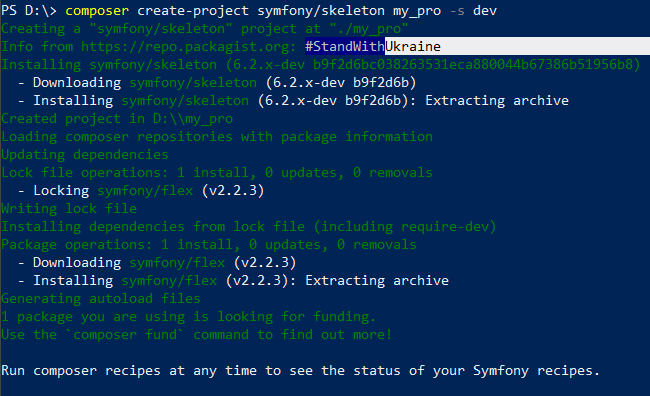 PS D:\> composer create-project symfony/skeleton my_pro -s dev
Creating a "symfony/skeleton" project at "./my_pro"
Info from https://repo.packagist.org: #StandWithUkraine
Installing symfony/skeleton (6.2.x-dev b9f2d6bc038263531eca880044b67386b51956b8)
  - Downloading symfony/skeleton (6.2.x-dev b9f2d6b)
  - Installing symfony/skeleton (6.2.x-dev b9f2d6b): Extracting archive
Created project in D:\\my_pro
Loading composer repositories with package information
Updating dependencies
Lock file operations: 1 install, 0 updates, 0 removals
  - Locking symfony/flex (v2.2.3)
Writing lock file
Installing dependencies from lock file (including require-dev)
Package operations: 1 install, 0 updates, 0 removals
  - Downloading symfony/flex (v2.2.3)
  - Installing symfony/flex (v2.2.3): Extracting archive
Generating autoload files
1 package you are using is looking for funding.
Use the `composer fund` command to find out more!

Run composer recipes at any time to see the status of your Symfony recipes.